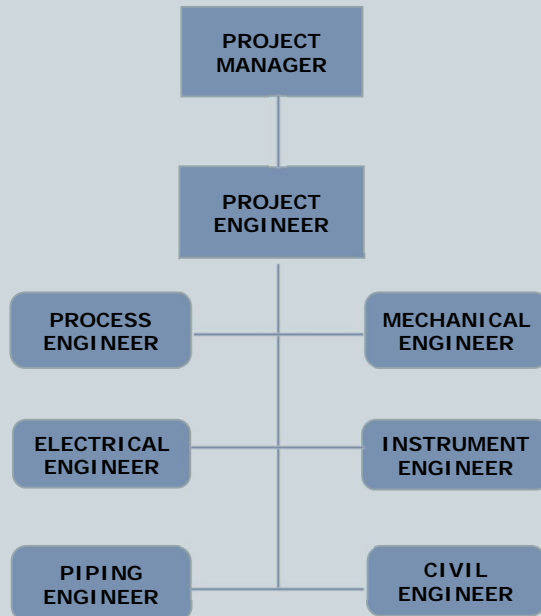 PROJECT
MANAGER
PROJECT
ENGINEER
PROCESS
ENGINEER
MECHANICAL
ENGINEER
ELECTRICAL
ENGINEER
INSTRUMENT
ENGINEER
PIPING
ENGINEER
CIVIL
ENGINEER